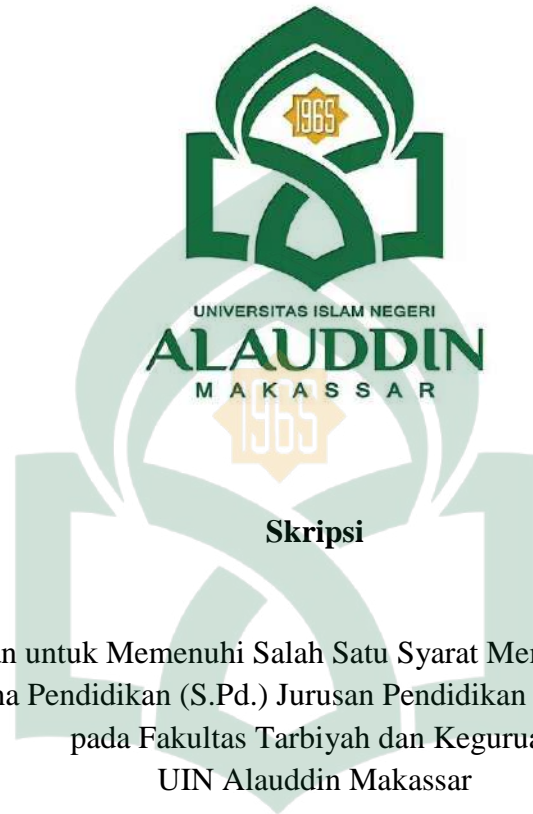 1965
UNIVERSITAS ISLAM NEGERI
ALAUDDIN
MAKASSAR
1965
Skripsi
untuk Memenuhi Salah Satu Syarat
Pendidikan (S.Pd.) Jurusan Pendidikan
pada Fakultas Tarbiyah dan
UIN Alauddin Makassar